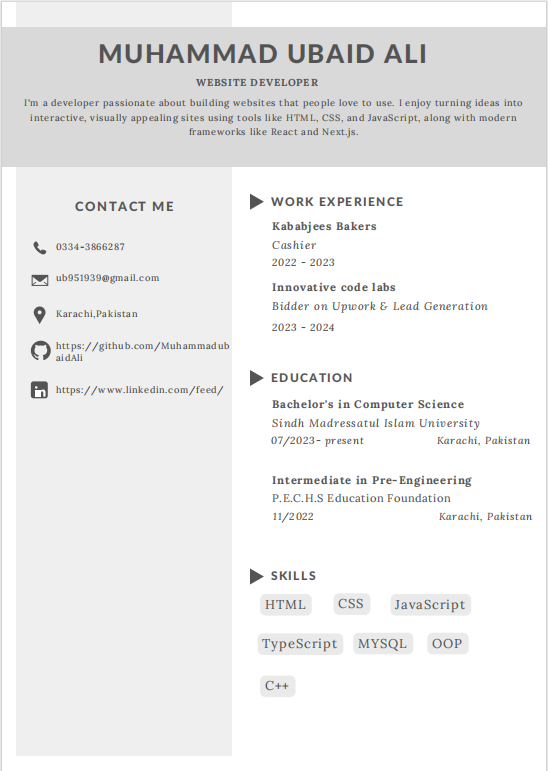 MUHAMMAD UBAID ALI
WEBSITE DEVELOPER
I'm a developer passionate about building websites that people love to use. I enjoy turning ideas into
interactive, visually appealing sites using tools like HTML, CSS, and JavaScript, along with modern
frameworks like React and Next.js.
CONTACT ME
0334-3866287
ub951939@gmail.com
Karachi,Pakistan
https://github.com/Muhammadub
aidAli
https://www.linkedin.com/feed/
WORK EXPERIENCE
Kababjees Bakers
Cashier
2022 - 2023
Innovative code labs
Bidder on Upwork & Lead Generation
2023 - 2024
EDUCATION
Bachelor's in Computer Science
Sindh Madressatul Islam University
07/2023- present Karachi, Pakistan
Intermediate in Pre-Engineering
P.E.C.H.S Education Foundation
11/2022 Karachi, Pakistan
SKILLS
HTML CSS JavaScript
TypeScript MYSQL OOP
C++